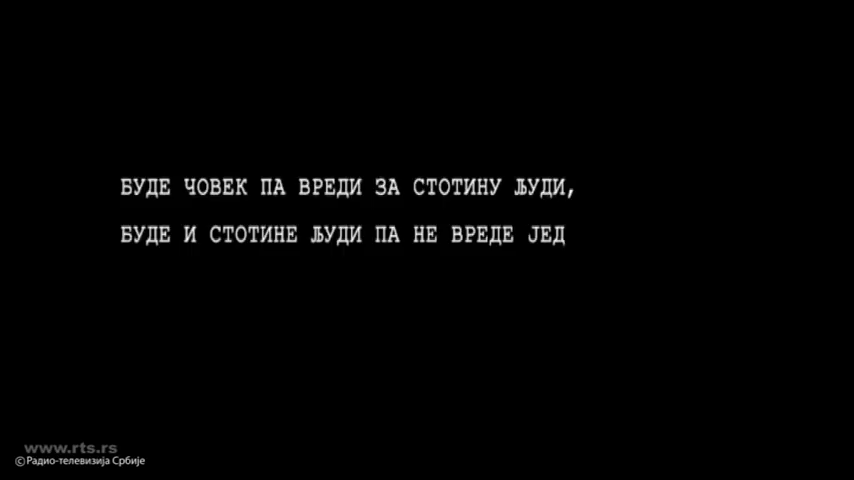 БУДЕ ЧОВЕК ПА ВРЕДИ ЗА СТОТИНУ ЉУДИ,
БУДЕ И СТОТИНЕ ЉУДИ ПА НЕ ВРЕДЕ ЈЕД
www.rts.rs
©Радио-телевизија Србије